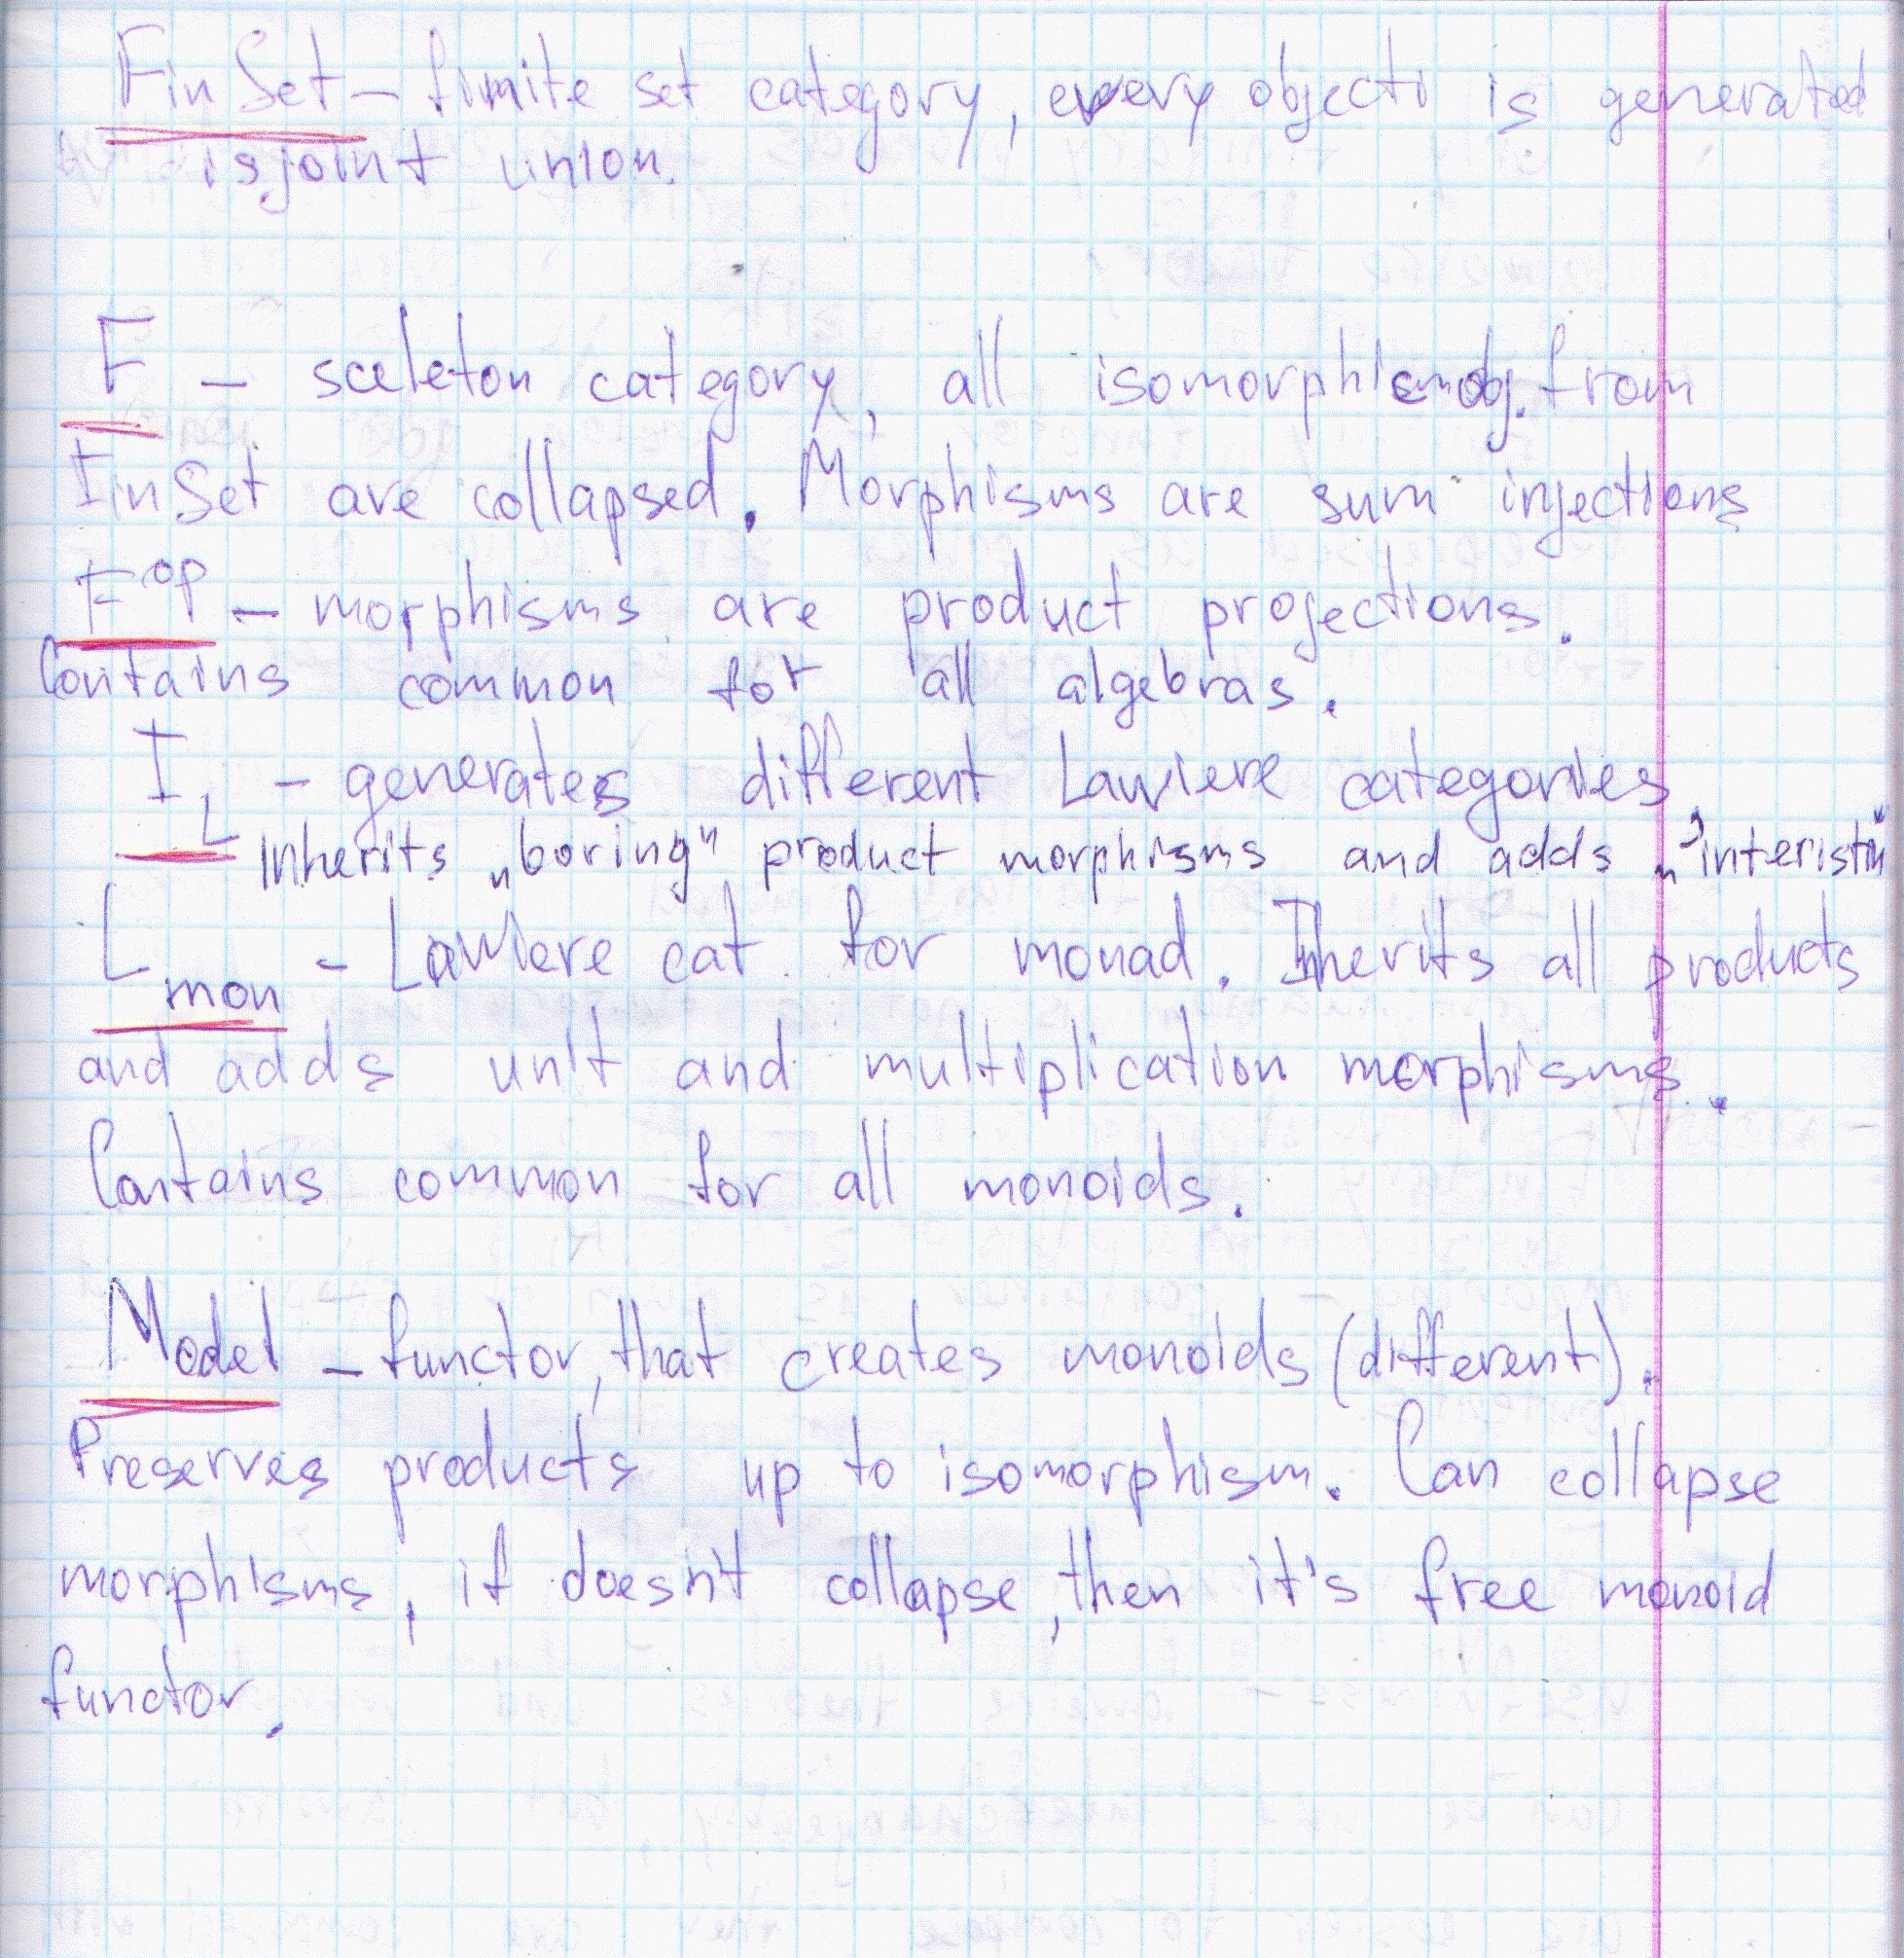 FinSet – finite set category, every objecti is generated
by isjoint union.
F – sceleton category, all isomorphism obj. from
FinSet are collapsed. Morphisms are sum injections
F^op – morphisms are product projections.
Contains common for all algebras.
I_L – generates different Lawiere categories,
inherits „boring" product morphisms and adds „interistin"
L_mon – Lawiere cat. for monad. Inherits all products
and adds unit and multiplication morphisms.
Contains common for all monoids.
Model – functor, that creates monoids (different).
Preserves products up to isomorphism. Can collapse
morphisms, if doesn't collapse, then it's free monoid
functor.